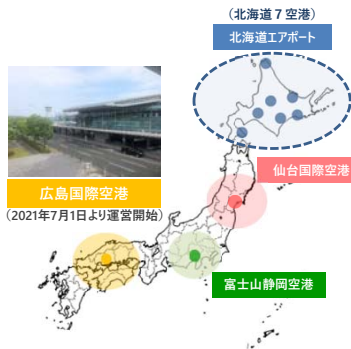 （北海道７空港）
北海道エアポート
仙台国際空港
広島国際空港
（2021年7月1日より運営開始）
富士山静岡空港